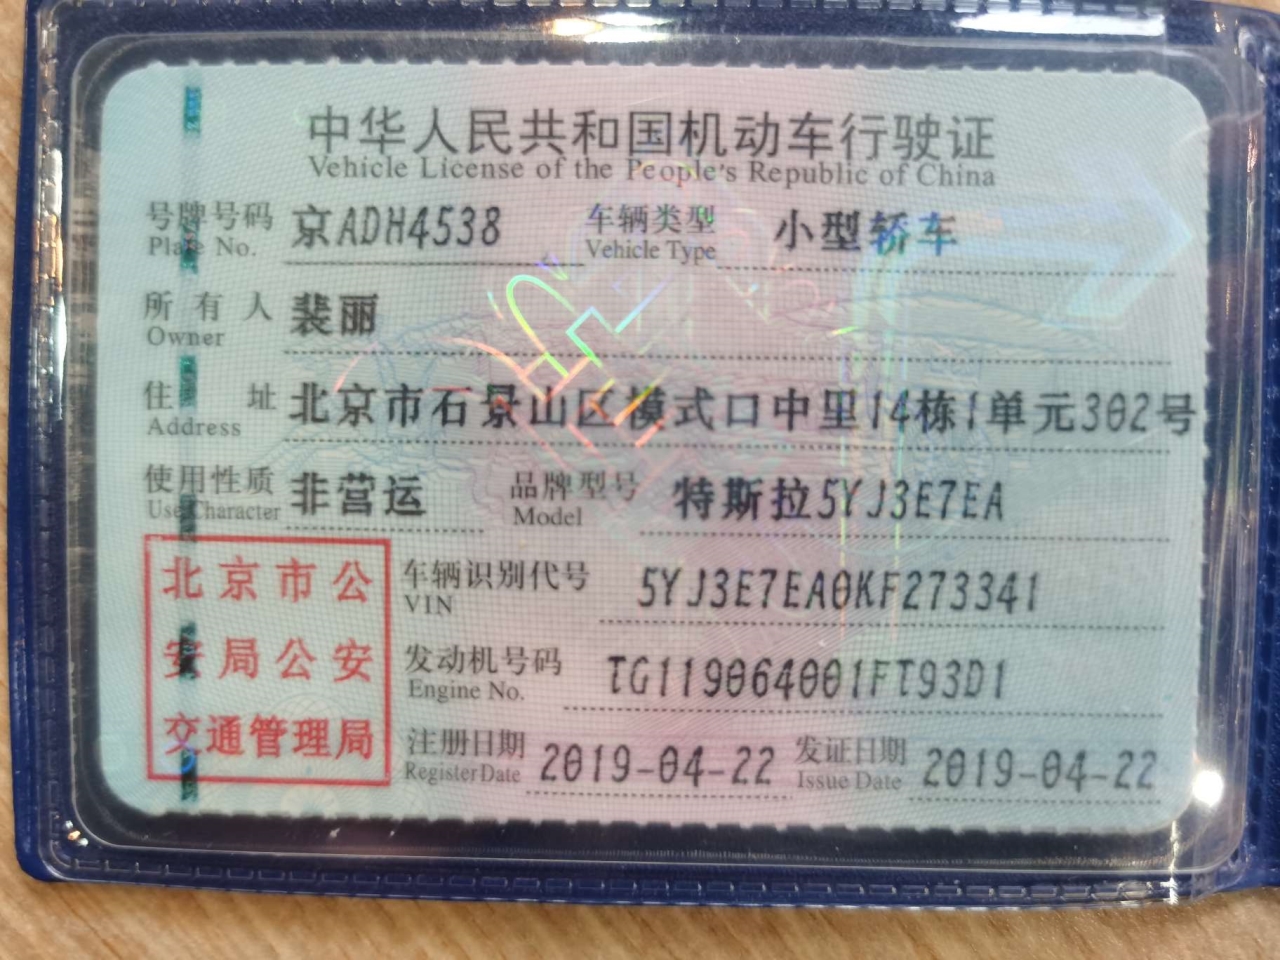 中华人民共和国机动车行驶证
Vehicle License of the People's Republic of China
号牌号码 京ADH4538 车辆类型 小型轿车
Plate No. Vehicle Type
所有人 裴丽
Owner
住址 北京市石景山区模式口中里14栋1单元302号
Address
使用性质 非营运 品牌型号 特斯拉5YJ3E7EA
Use Character Model
北京市公安局公安交通管理局
车辆识别代号 5YJ3E7EA0KF273341
VIN
发动机号码 TG119064001FT93D1
Engine No.
注册日期 2019-04-22 发证日期 2019-04-22
Register Date Issue Date